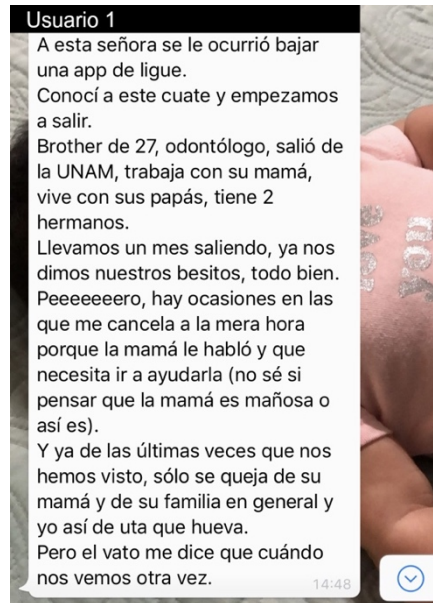 Usuario 1
A esta señora se le ocurrió bajar
una app de ligue.
Conocí a este cuate y empezamos
a salir.
Brother de 27, odontólogo, salió de
la UNAM, trabaja con su mamá,
vive con sus papás, tiene 2
hermanos.
Llevamos un mes saliendo, ya nos
dimos nuestros besitos, todo bien.
Peeeeeeero, hay ocasiones en las
que me cancela a la mera hora
porque la mamá le habló y que
necesita ir a ayudarla (no sé si
pensar que la mamá es mañosa o
así es).
Y ya de las últimas veces que nos
hemos visto, sólo se queja de su
mamá y de su familia en general y
yo así de uta que hueva.
Pero el vato me dice que cuándo
nos vemos otra vez.
14:48